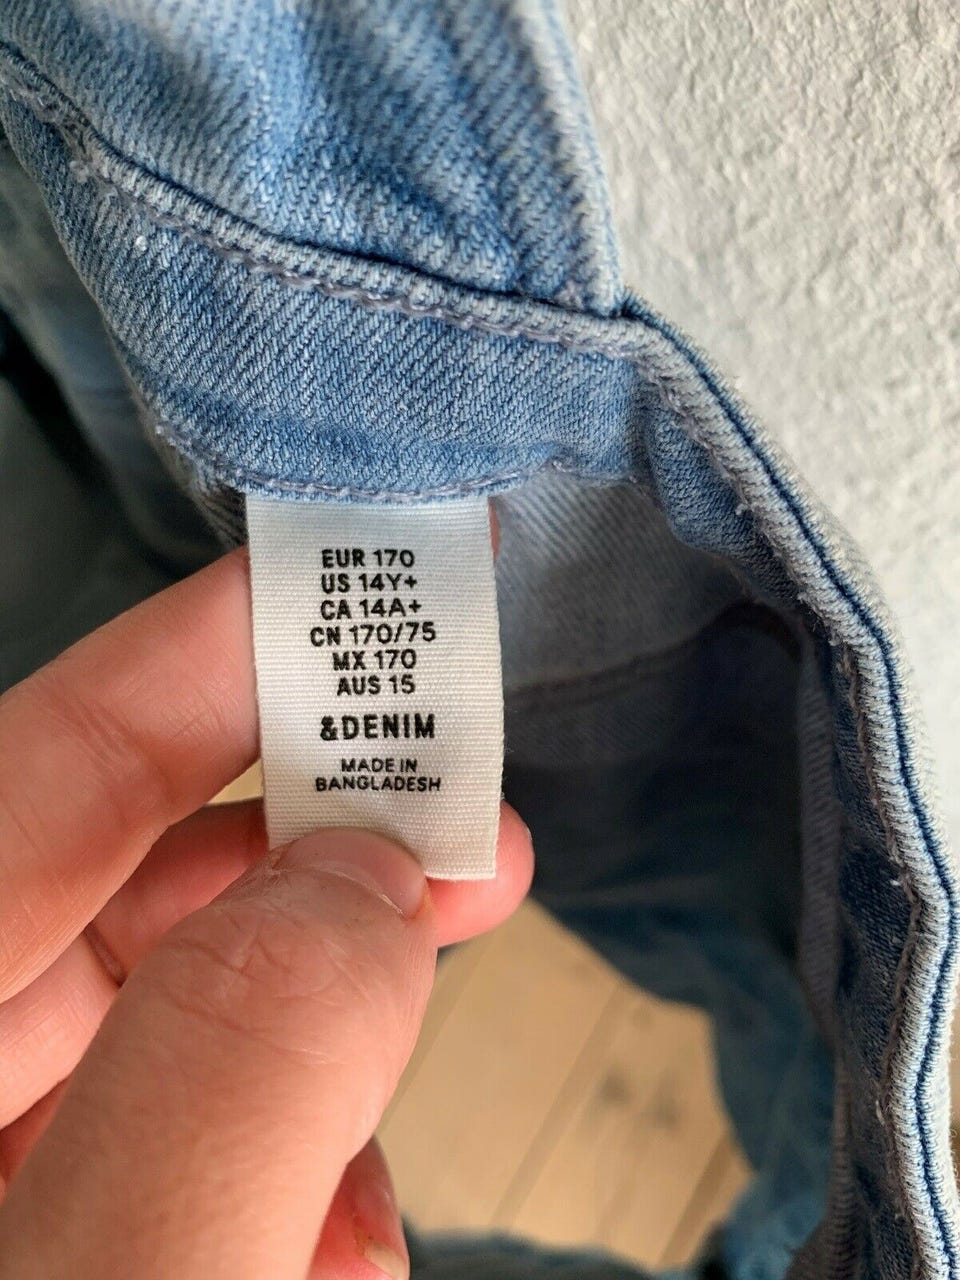 EUR 170
US 14Y+
CA 14A+
CN 170/75
MX 170
AUS 15
&DENIM
MADE IN
BANGLADESH